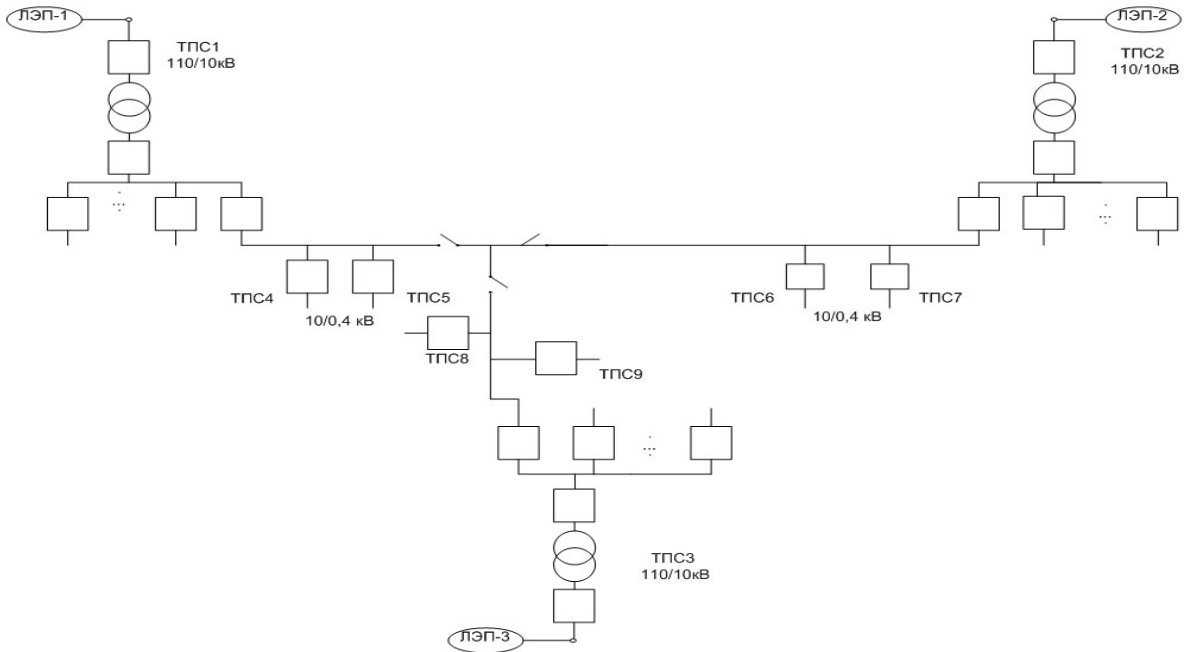 ЛЭП-1
ЛЭП-2
ТПС1
110/10кВ
ТПС2
110/10кВ
ТПС4
ТПС5
10/0,4 кВ
ТПС6
ТПС7
10/0,4 кВ
ТПС8
ТПС9
ТПС3
110/10кВ
ЛЭП-3